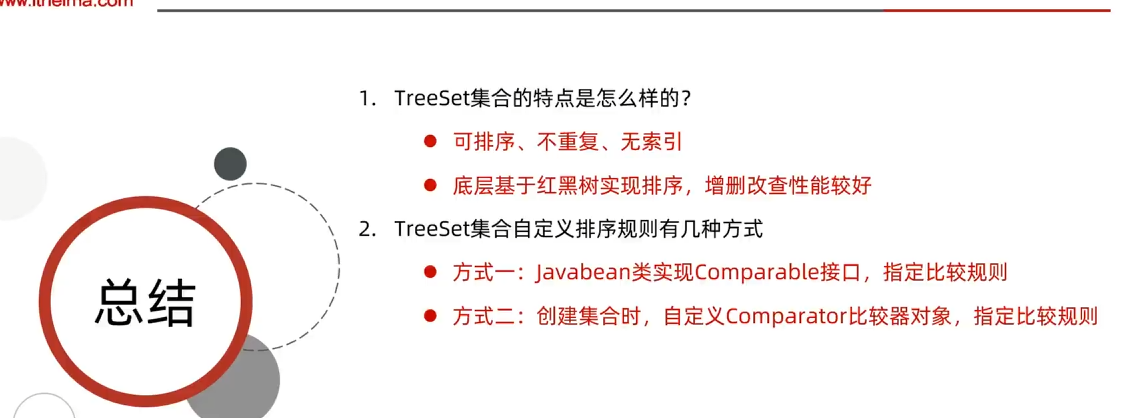 www.itheima.com
1. TreeSet集合的特点是怎么样的?
● 可排序、不重复、无索引
● 底层基于红黑树实现排序，增删改查性能较好
2. TreeSet集合自定义排序规则有几种方式
● 方式一：Javabean类实现Comparable接口，指定比较规则
● 方式二：创建集合时，自定义Comparator比较器对象，指定比较规则
总结